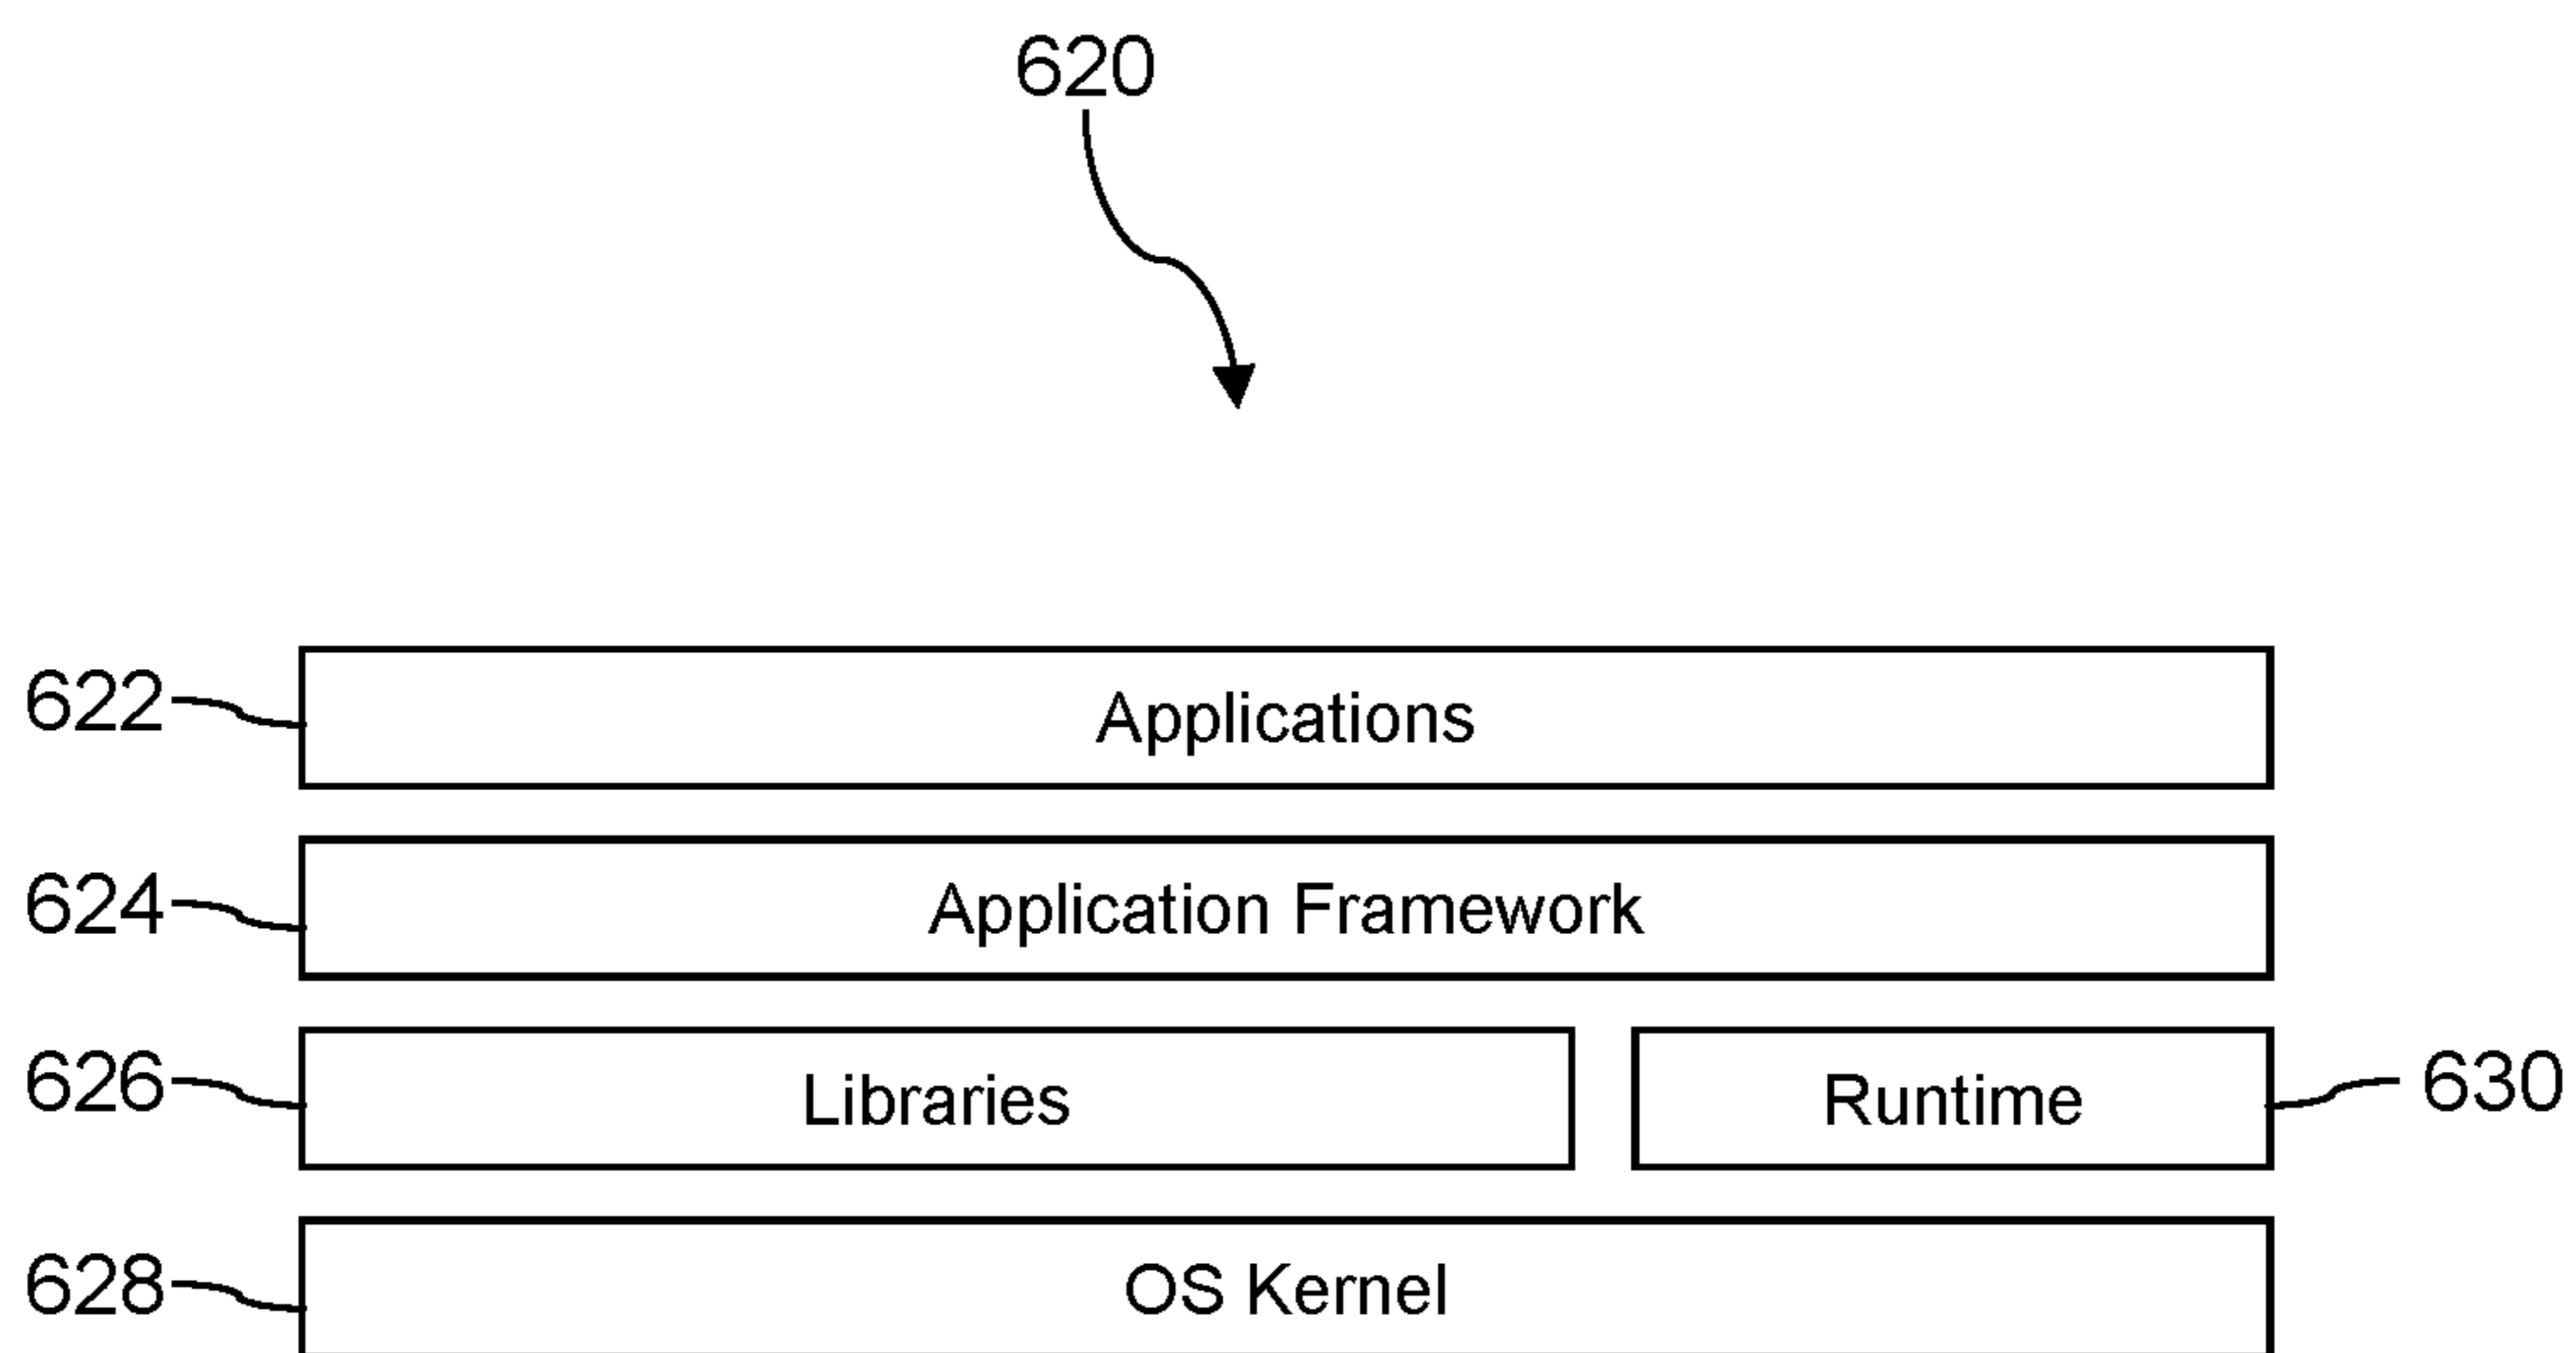 620
622 Applications
624 Application Framework
626 Libraries Runtime 630
628 OS Kernel